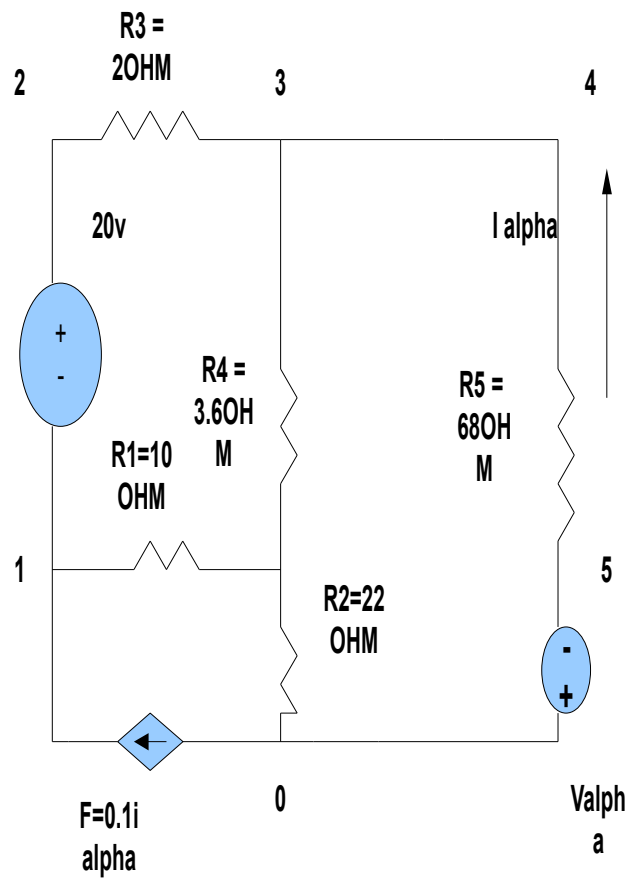 R3 =
2OHM
2
3
4
20v
I alpha
+
-
R4 =
3.6OH
M
R5 =
68OH
M
R1=10
OHM
1
5
R2=22
OHM
-
+
0
F=0.1i
alpha
Valph
a